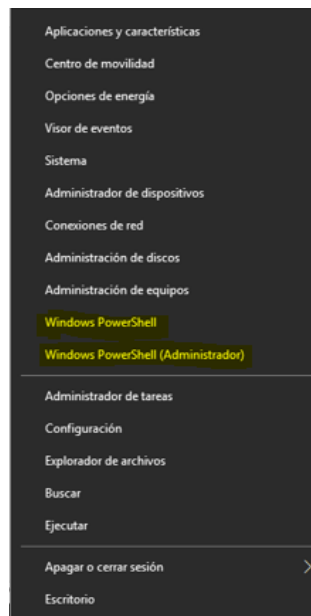 Aplicaciones y características
Centro de movilidad
Opciones de energía
Visor de eventos
Sistema
Administrador de dispositivos
Conexiones de red
Administración de discos
Administración de equipos
Windows PowerShell
Windows PowerShell (Administrador)
Administrador de tareas
Configuración
Explorador de archivos
Buscar
Ejecutar
Apagar o cerrar sesión
Escritorio